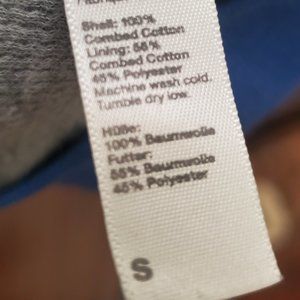 Shell: 100%
Combed Cotton
Lining: 55%
Combed Cotton
45% Polyester
Machine wash cold.
Tumble dry low.
Hülle:
100% Baumwolle
Futter:
55% Baumwolle
45% Polyester
S